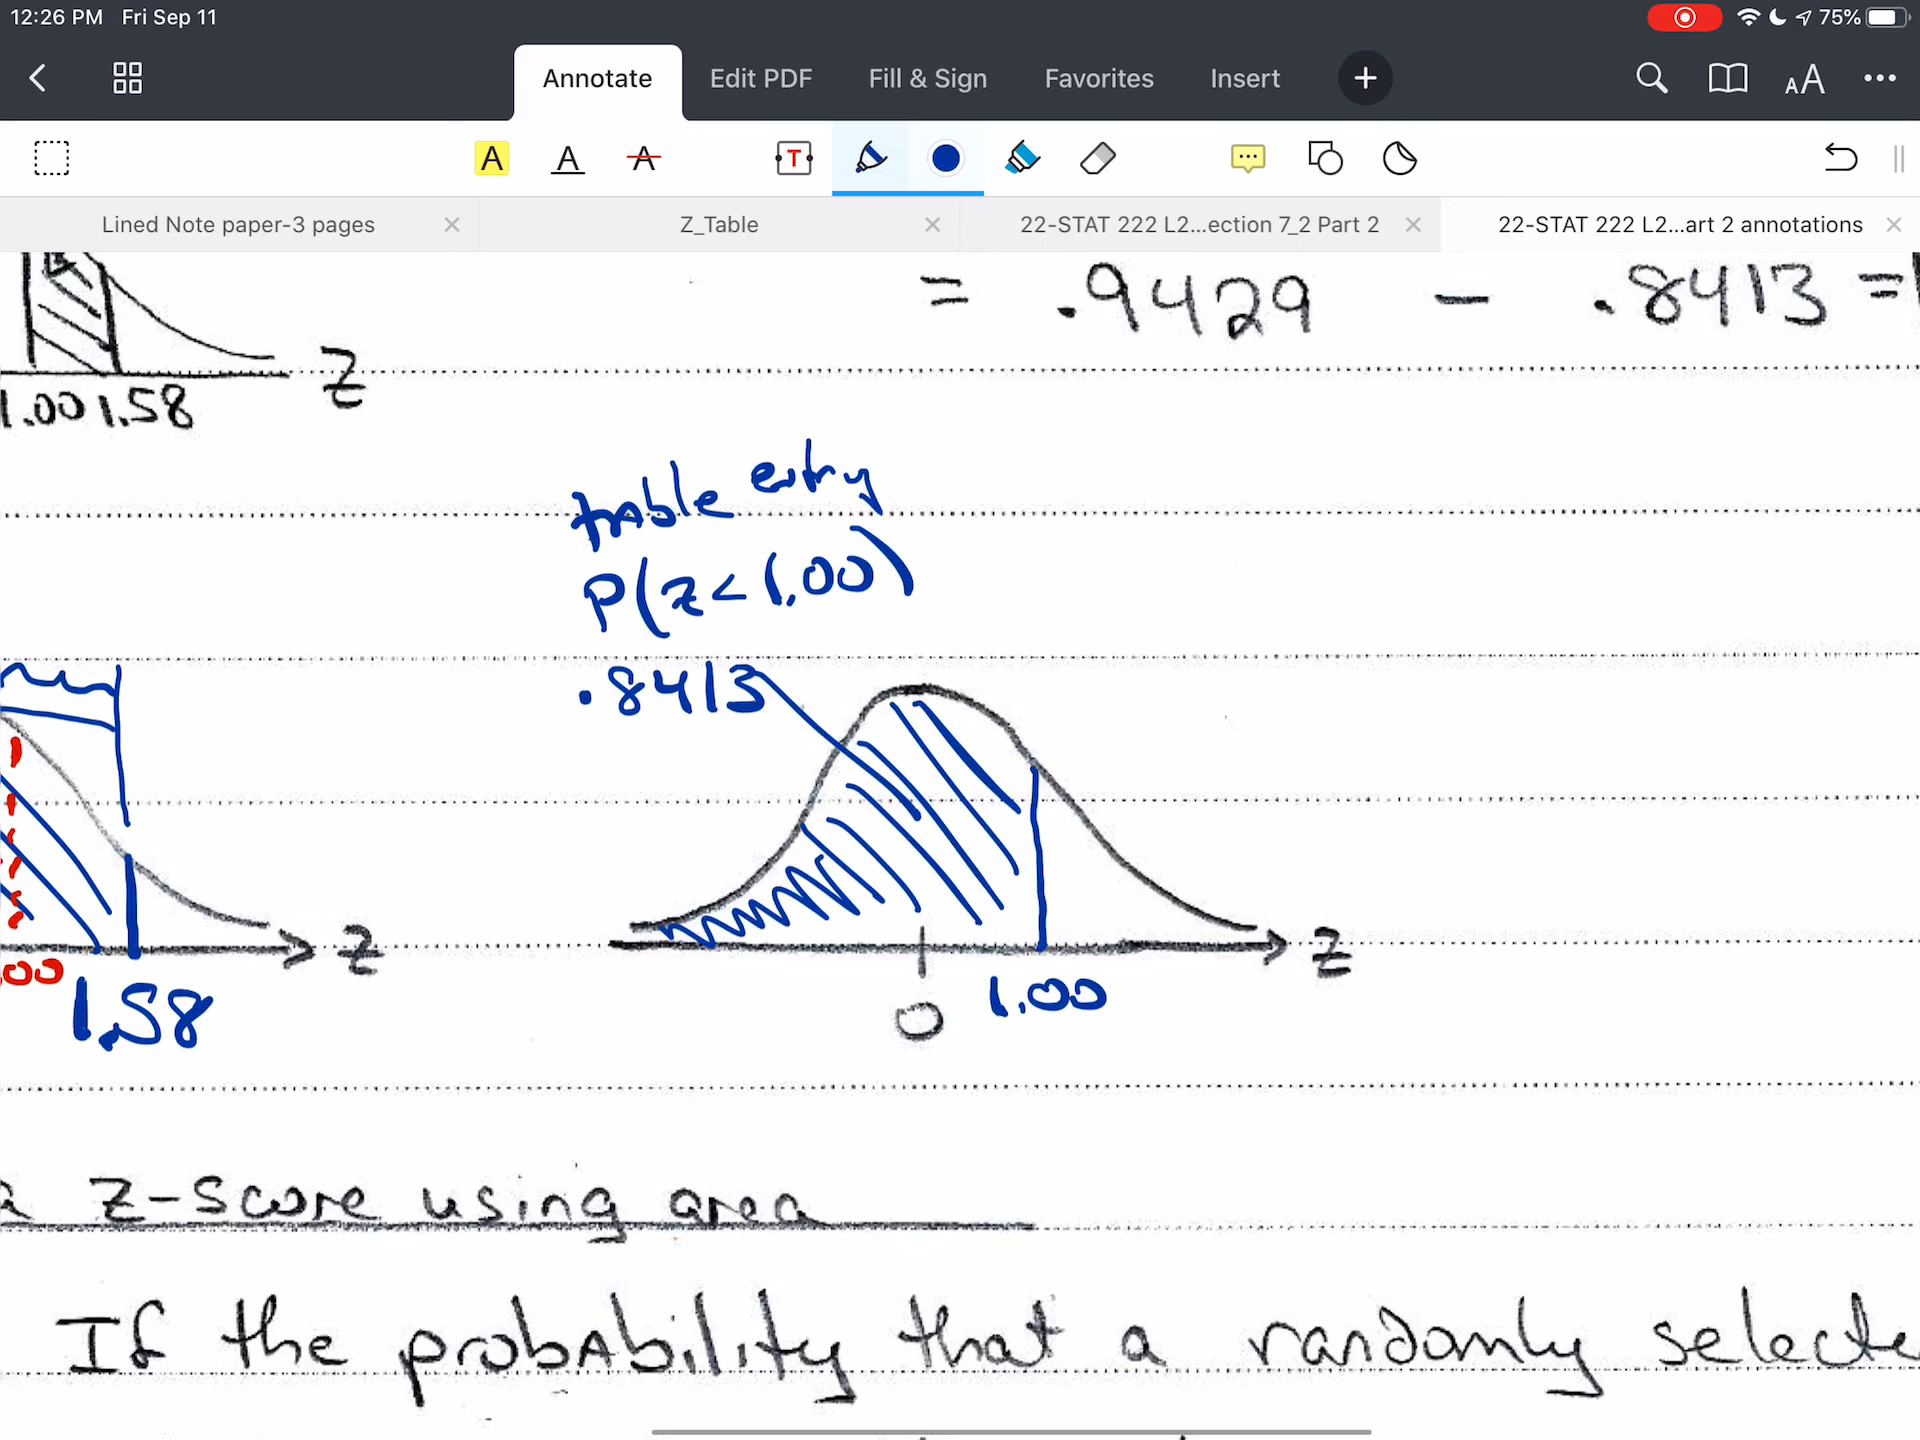 12:26 PM Fri Sep 11
75%
Annotate Edit PDF Fill & Sign Favorites Insert +
AA
A A A T
Lined Note paper-3 pages
Z_Table
22-STAT 222 L2...ection 7_2 Part 2
22-STAT 222 L2...art 2 annotations
= .9429 - .8413 =
Z
1.00 1.58
table entry
P(z<1.00)
.8413
Z
Z
00
1.58
0
1.00
a Z-score using area
If the probability that a randomly selecte